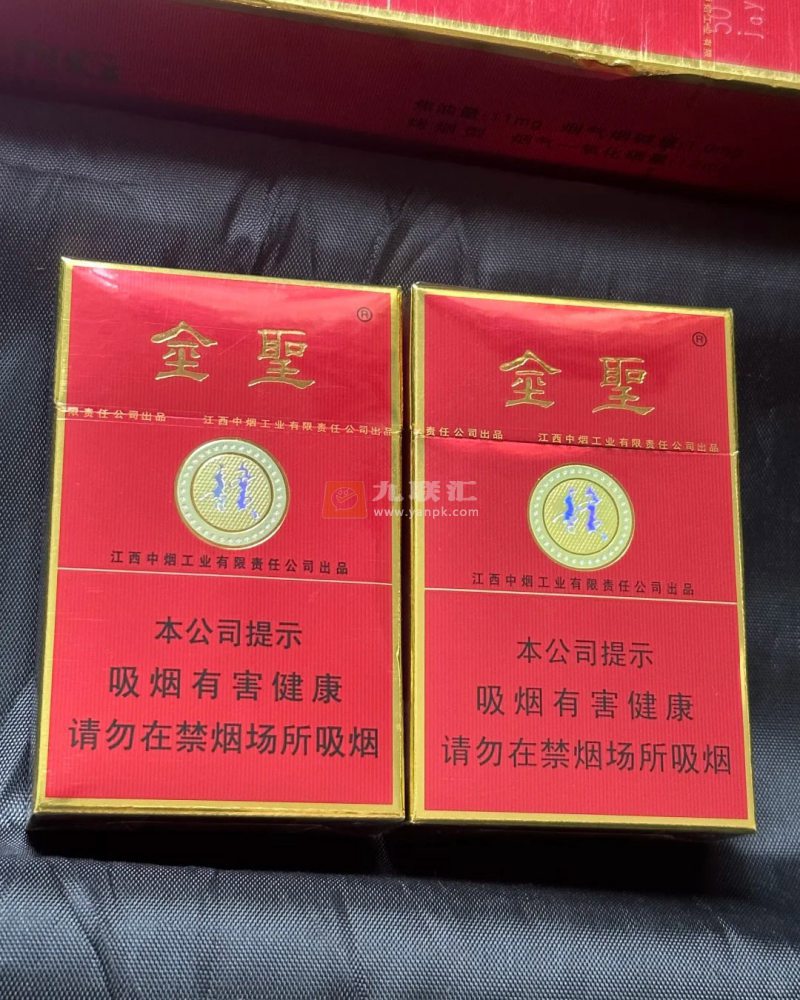 50
joy
金聖
®
限责任公司出品 江西中烟工业有限责任公司出品
江西中烟工业有限责任公司出品
本公司提示
吸烟有害健康
请勿在禁烟场所吸烟
金聖
®
责任公司出品 江西中烟工业有限责任公司出品
江西中烟工业有限责任公司出品
本公司提示
吸烟有害健康
请勿在禁烟场所吸烟
九联汇
www.yanpk.com